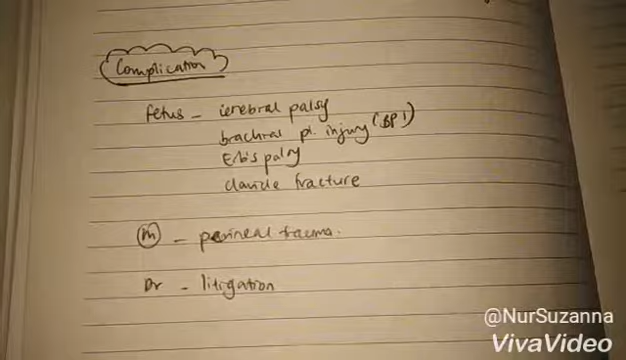 Complication
Fetus - cerebral palsy
brachial pl. injury (BPI)
Erb's palsy
clavicle fracture
(m) - perineal trauma.
Dr - litigation
@NurSuzanna
VivaVideo